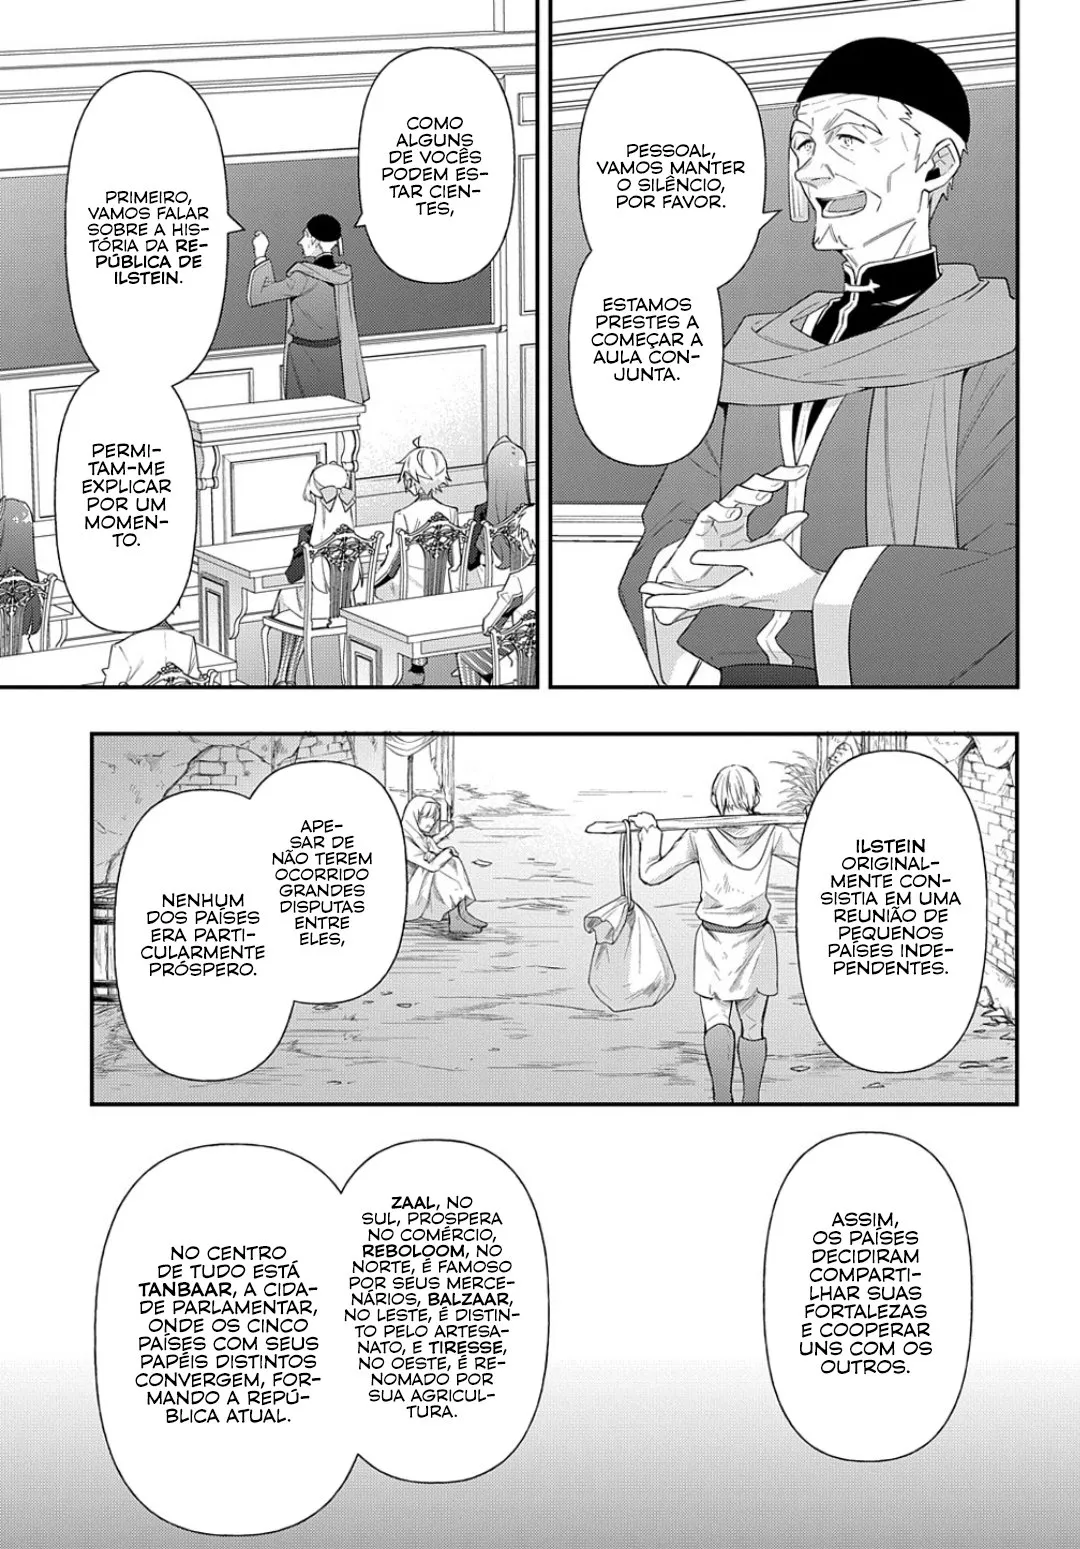 PESSOAL,
VAMOS MANTER
O SILÊNCIO,
POR FAVOR.
ESTAMOS
PRESTES A
COMEÇAR A
AULA CON-
JUNTA.
COMO
ALGUNS
DE VOCÊS
PODEM ES-
TAR CIEN-
TES,
PRIMEIRO,
VAMOS FALAR
SOBRE A HIS-
TÓRIA DA RE-
PÚBLICA DE
ILSTEIN.
PERMI-
TAM-ME
EXPLICAR
POR UM
MOMEN-
TO.
ILSTEIN
ORIGINAL-
MENTE CON-
SISTIA EM UMA
REUNIÃO DE
PEQUENOS
PAÍSES INDE-
PENDENTES.
APE-
SAR DE
NÃO TEREM
OCORRIDO
GRANDES
DISPUTAS
ENTRE
ELES,
NENHUM
DOS PAÍSES
ERA PARTI-
CULARMENTE
PRÓSPERO.
ASSIM,
OS PAÍSES
DECIDIRAM
COMPARTI-
LHAR SUAS
FORTALEZAS
E COOPERAR
UNS COM OS
OUTROS.
ZAAL, NO
SUL, PROSPERA
NO COMÉRCIO,
REBOLOOM, NO
NORTE, É FAMOSO
POR SEUS MERCE-
NÁRIOS, BALZAAR,
NO LESTE, É DISTIN-
TO PELO ARTESA-
NATO, E TIRESSE,
NO OESTE, É RE-
NOMADO POR
SUA AGRICUL-
TURA.
NO CENTRO
DE TUDO ESTÁ
TANBAAR, A CIDA-
DE PARLAMENTAR,
ONDE OS CINCO
PAÍSES COM SEUS
PAPÉIS DISTINTOS
CONVERGEM, FOR-
MANDO A REPÚ-
BLICA ATUAL.